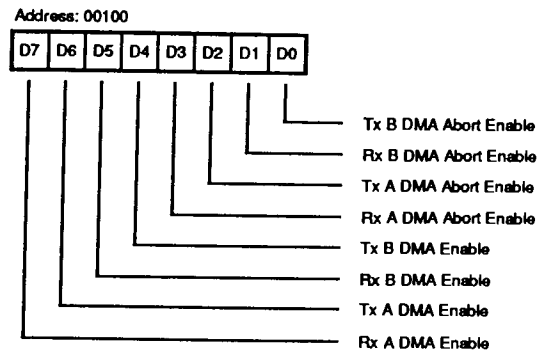 Address: 00100
D7 D6 D5 D4 D3 D2 D1 D0
Tx B DMA Abort Enable
Rx B DMA Abort Enable
Tx A DMA Abort Enable
Rx A DMA Abort Enable
Tx B DMA Enable
Rx B DMA Enable
Tx A DMA Enable
Rx A DMA Enable